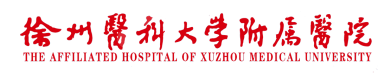 徐州醫科大学附属醫院
THE AFFILIATED HOSPITAL OF XUZHOU MEDICAL UNIVERSITY